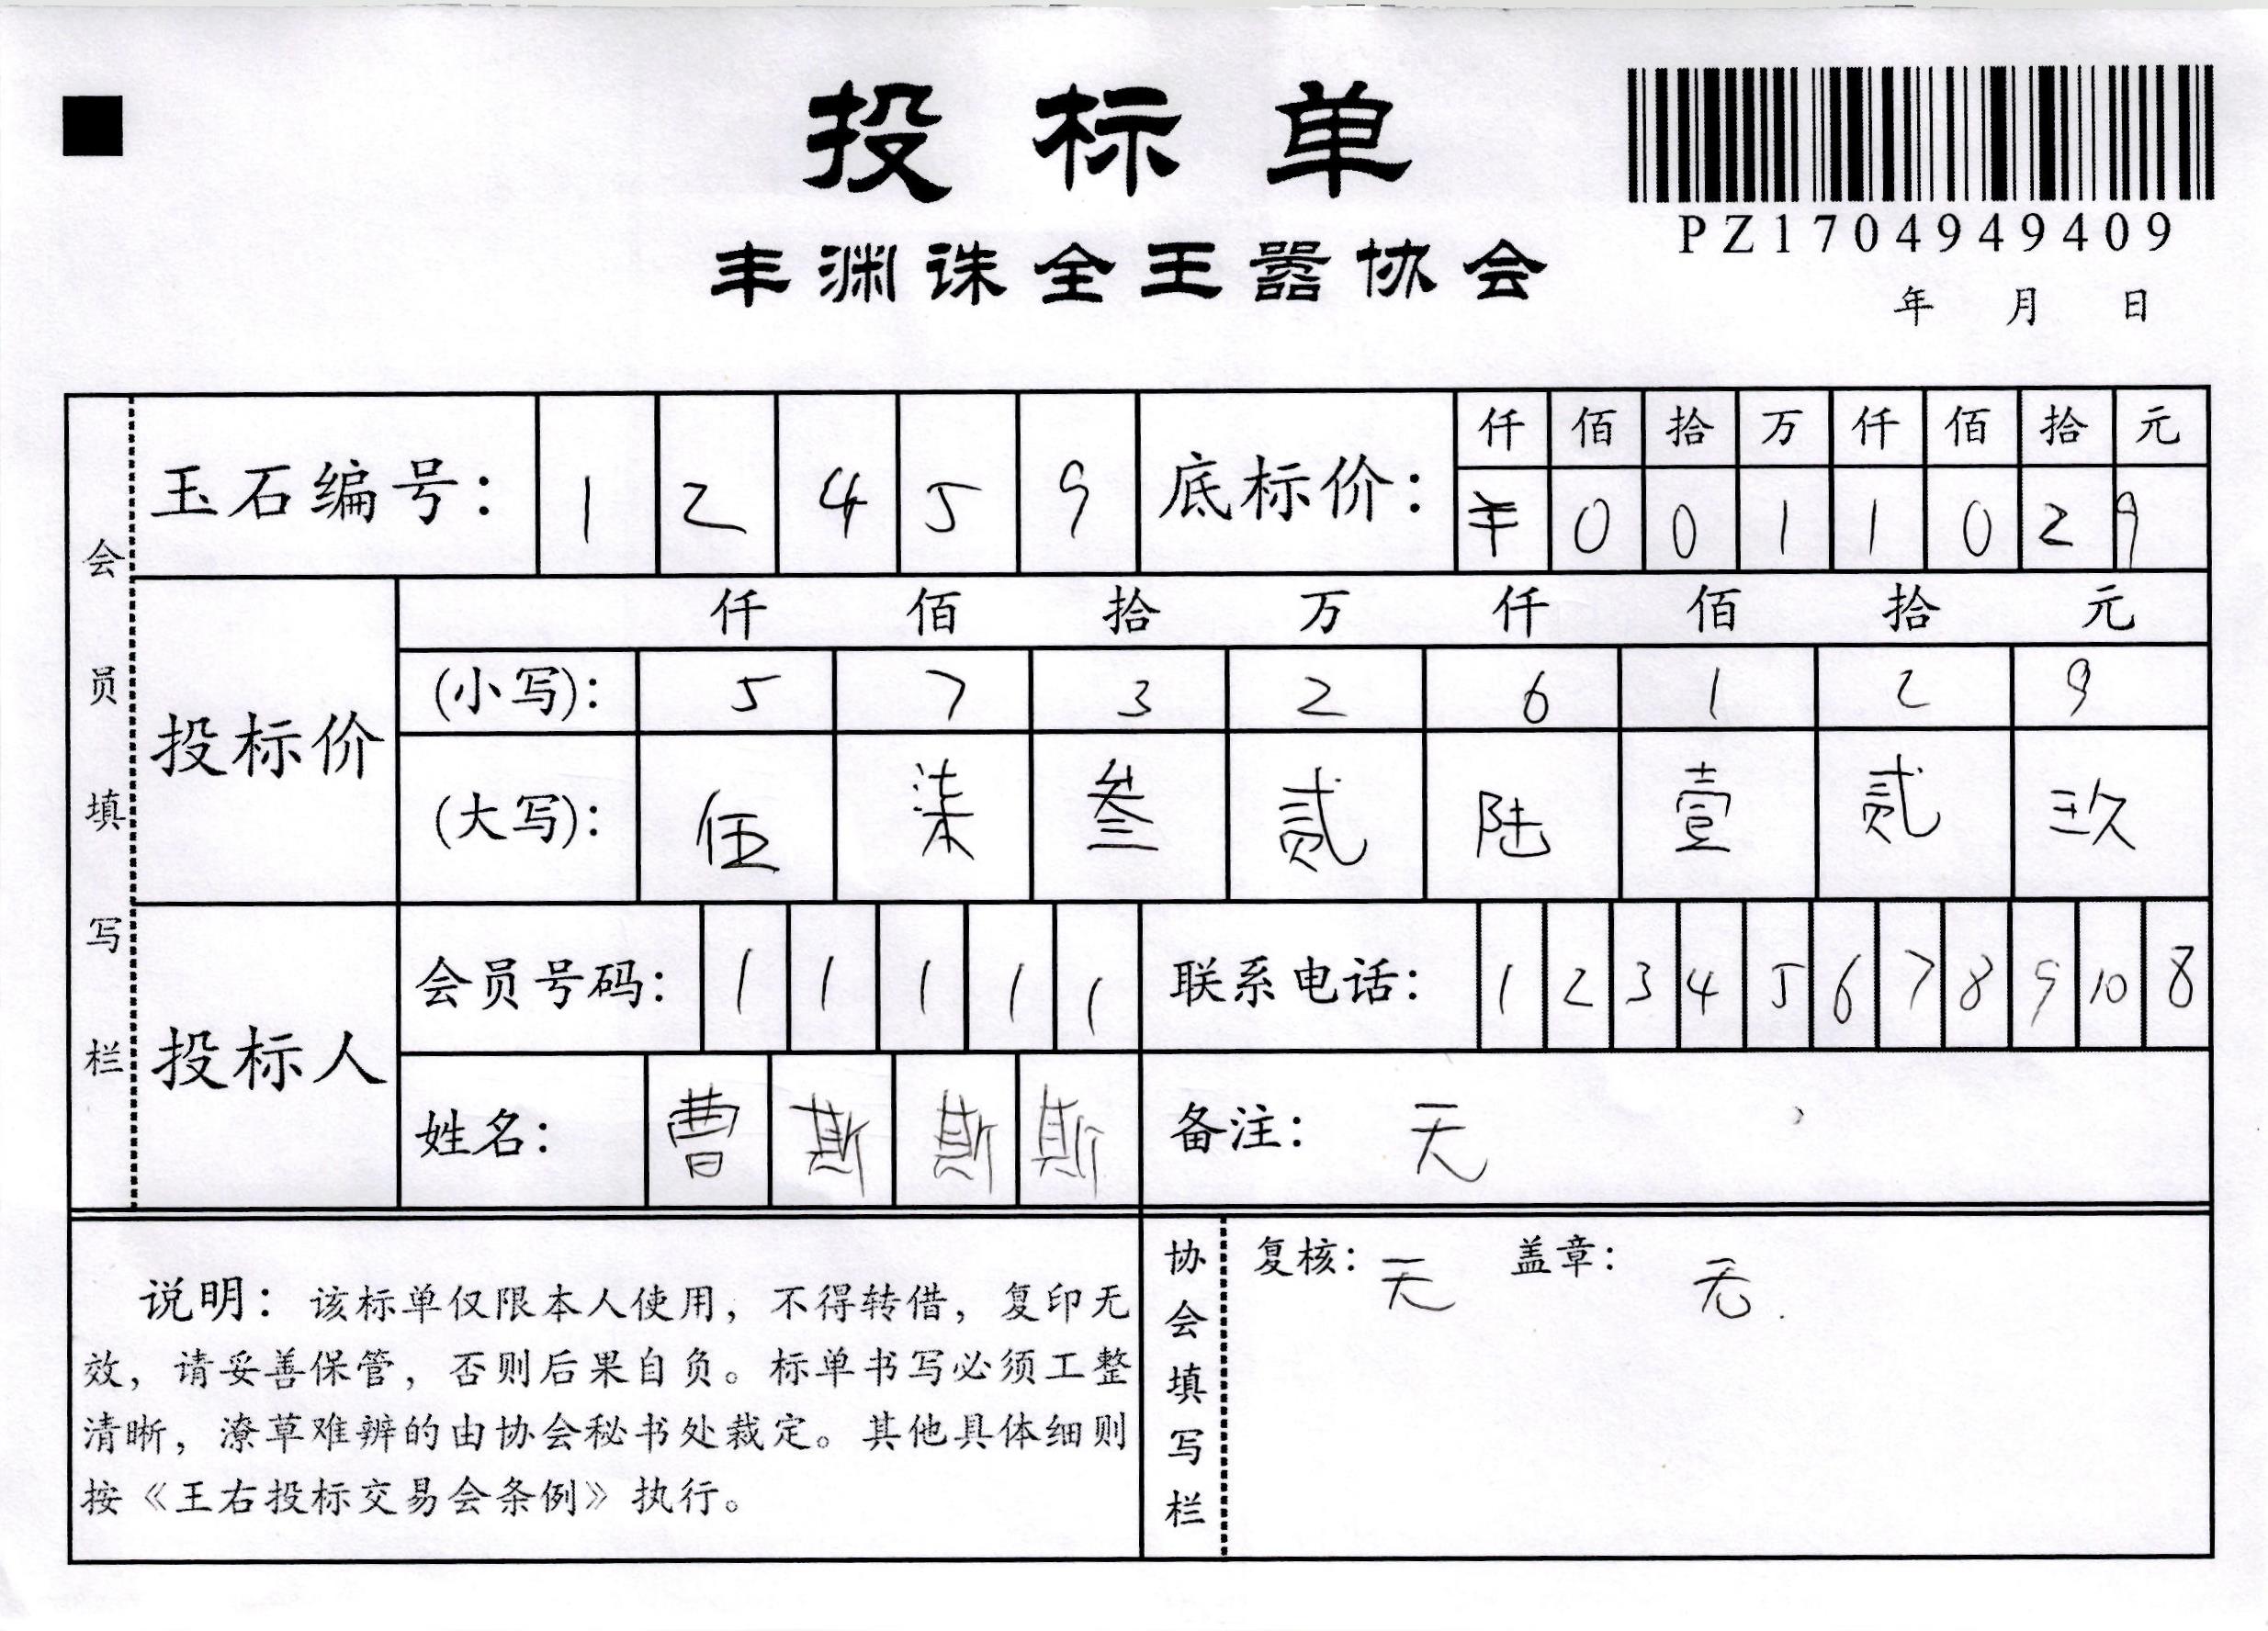 投标单
PZ1704949409
丰渊诛全王嚣协会
年 月 日
会员填写栏
玉石编号: 1 2 4 5 9
底标价: 仟 佰 拾 万 仟 佰 拾 元
¥ 0 0 1 1 0 2 9
投标价
仟 佰 拾 万 仟 佰 拾 元
(小写): 5 7 3 2 6 1 2 9
(大写): 伍 柒 叁 贰 陆 壹 贰 玖
投标人
会员号码: 1 1 1 1 1
联系电话: 1 2 3 4 5 6 7 8 9 10 8
姓名: 曹 斯 斯 斯
备注: 无
说明: 该标单仅限本人使用, 不得转借, 复印无
效, 请妥善保管, 否则后果自负。标单书写必须工整
清晰, 潦草难辨的由协会秘书处裁定。其他具体细则
按《王右投标交易会条例》执行。
协会填写栏
复核: 无 盖章: 无.